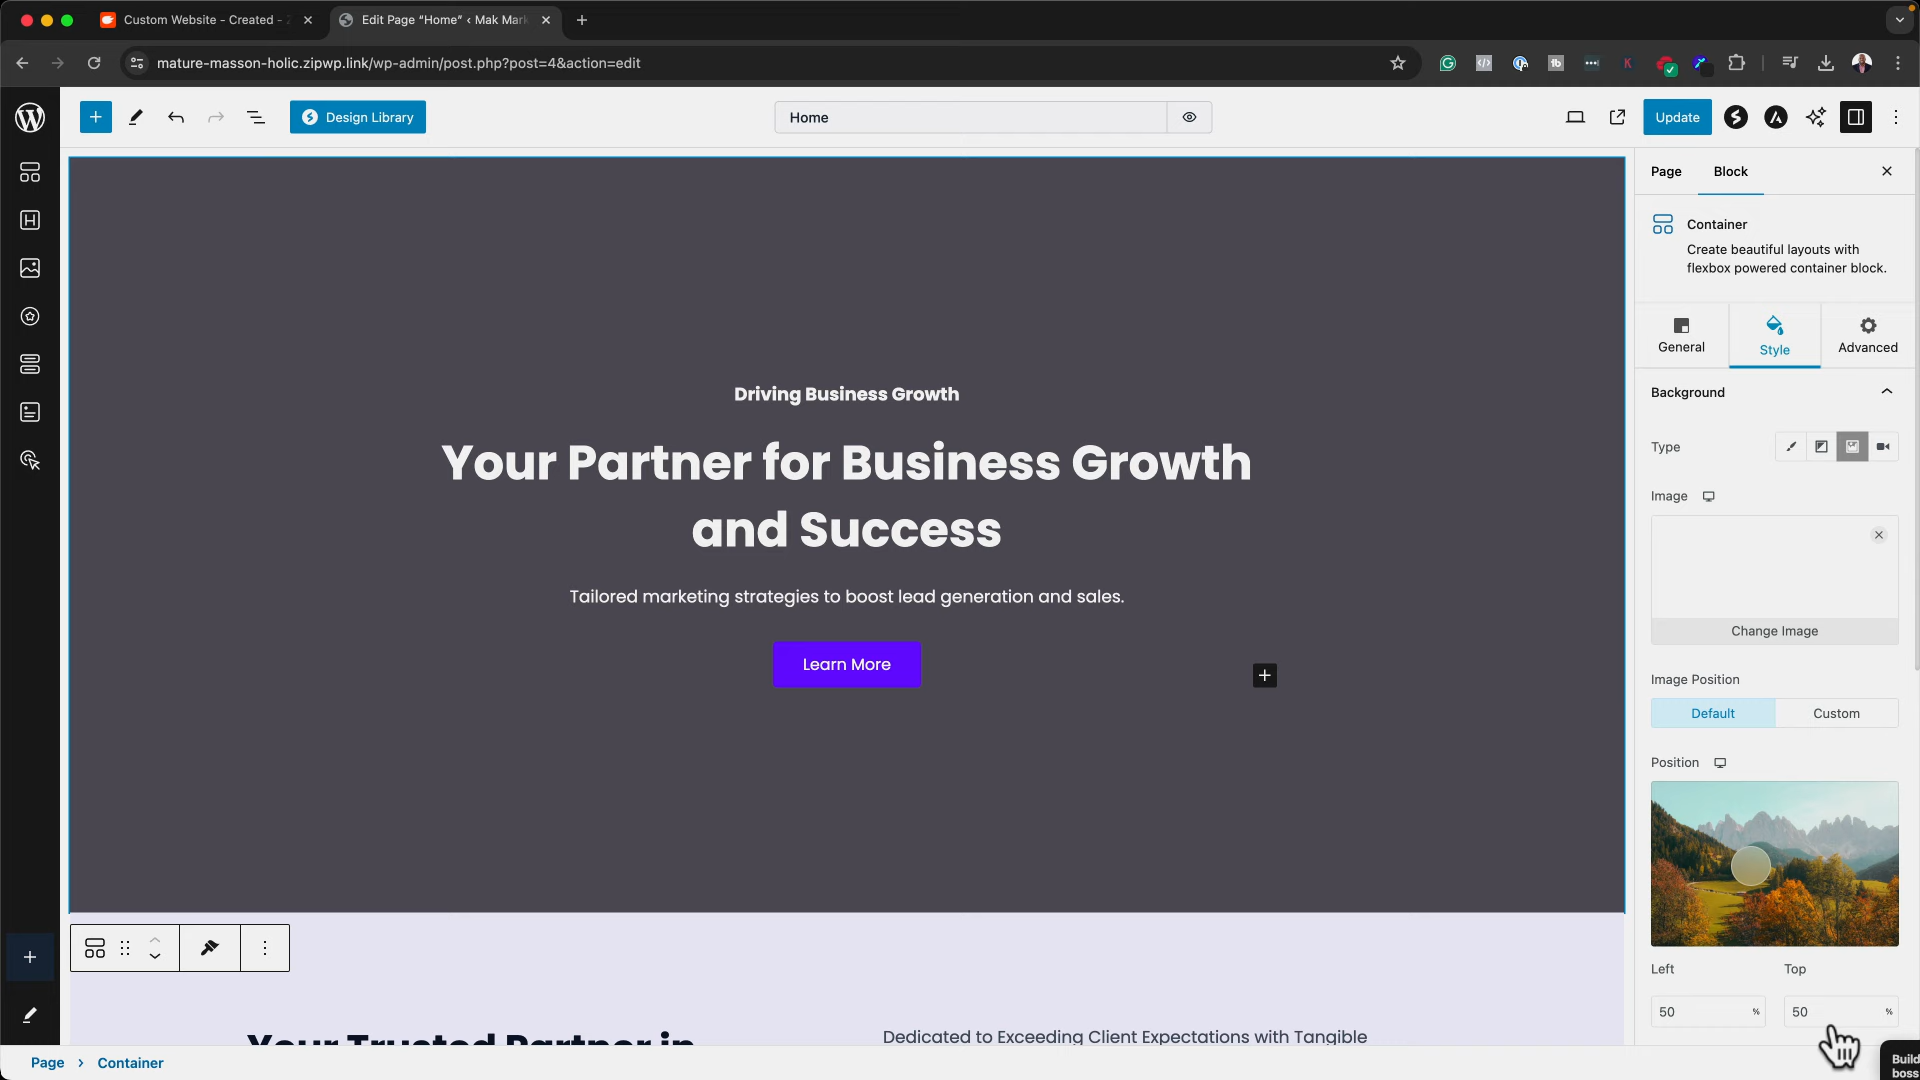 Custom Website - Created -
Edit Page "Home" ‹ Mak Mark
mature-masson-holic.zipwp.link/wp-admin/post.php?post=4&action=edit
Design Library
Home
Update
Page
Block
Container
Create beautiful layouts with
flexbox powered container block.
General
Style
Advanced
Background
Type
Image
Change Image
Image Position
Default
Custom
Position
Left
Top
50
%
50
%
Driving Business Growth
Your Partner for Business Growth
and Success
Tailored marketing strategies to boost lead generation and sales.
Learn More
Your Trusted Partner in
Dedicated to Exceeding Client Expectations with Tangible
Page
Container
Build
boss